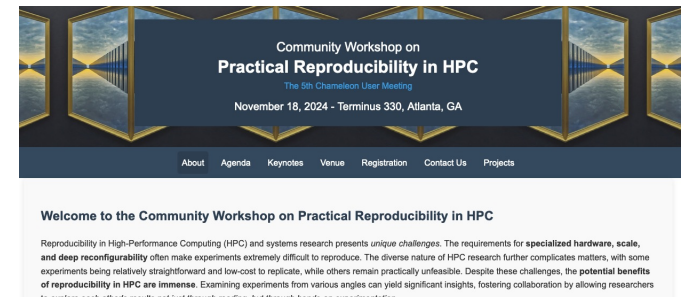 Community Workshop on
Practical Reproducibility in HPC
The 5th Chameleon User Meeting
November 18, 2024 - Terminus 330, Atlanta, GA
About Agenda Keynotes Venue Registration Contact Us Projects
Welcome to the Community Workshop on Practical Reproducibility in HPC
Reproducibility in High-Performance Computing (HPC) and systems research presents unique challenges. The requirements for specialized hardware, scale,
and deep reconfigurability often make experiments extremely difficult to reproduce. The diverse nature of HPC research further complicates matters, with some
experiments being relatively straightforward and low-cost to replicate, while others remain practically unfeasible. Despite these challenges, the potential benefits
of reproducibility in HPC are immense. Examining experiments from various angles can yield significant insights, fostering collaboration by allowing researchers